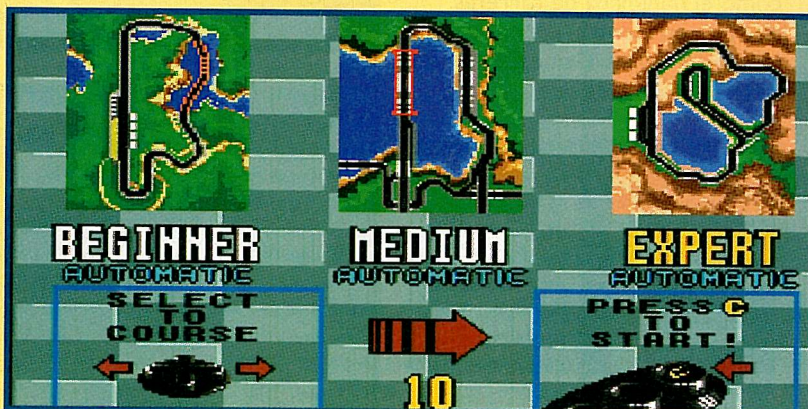 BEGINNER
AUTOMATIC
MEDIUM
AUTOMATIC
EXPERT
AUTOMATIC
SELECT
TO
COURSE
10
PRESS C
TO
START!
C